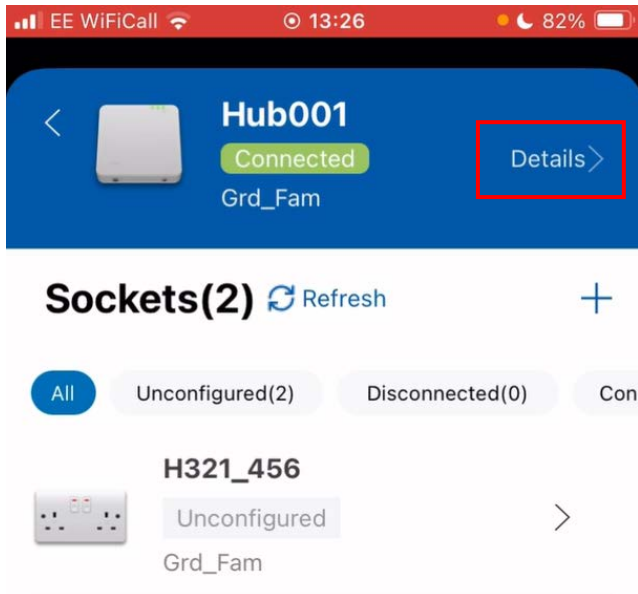 EE WiFiCall 13:26 82%
Hub001
Connected
Details
Grd_Fam
Sockets(2) Refresh
All Unconfigured(2) Disconnected(0) Con
H321_456
Unconfigured
Grd_Fam